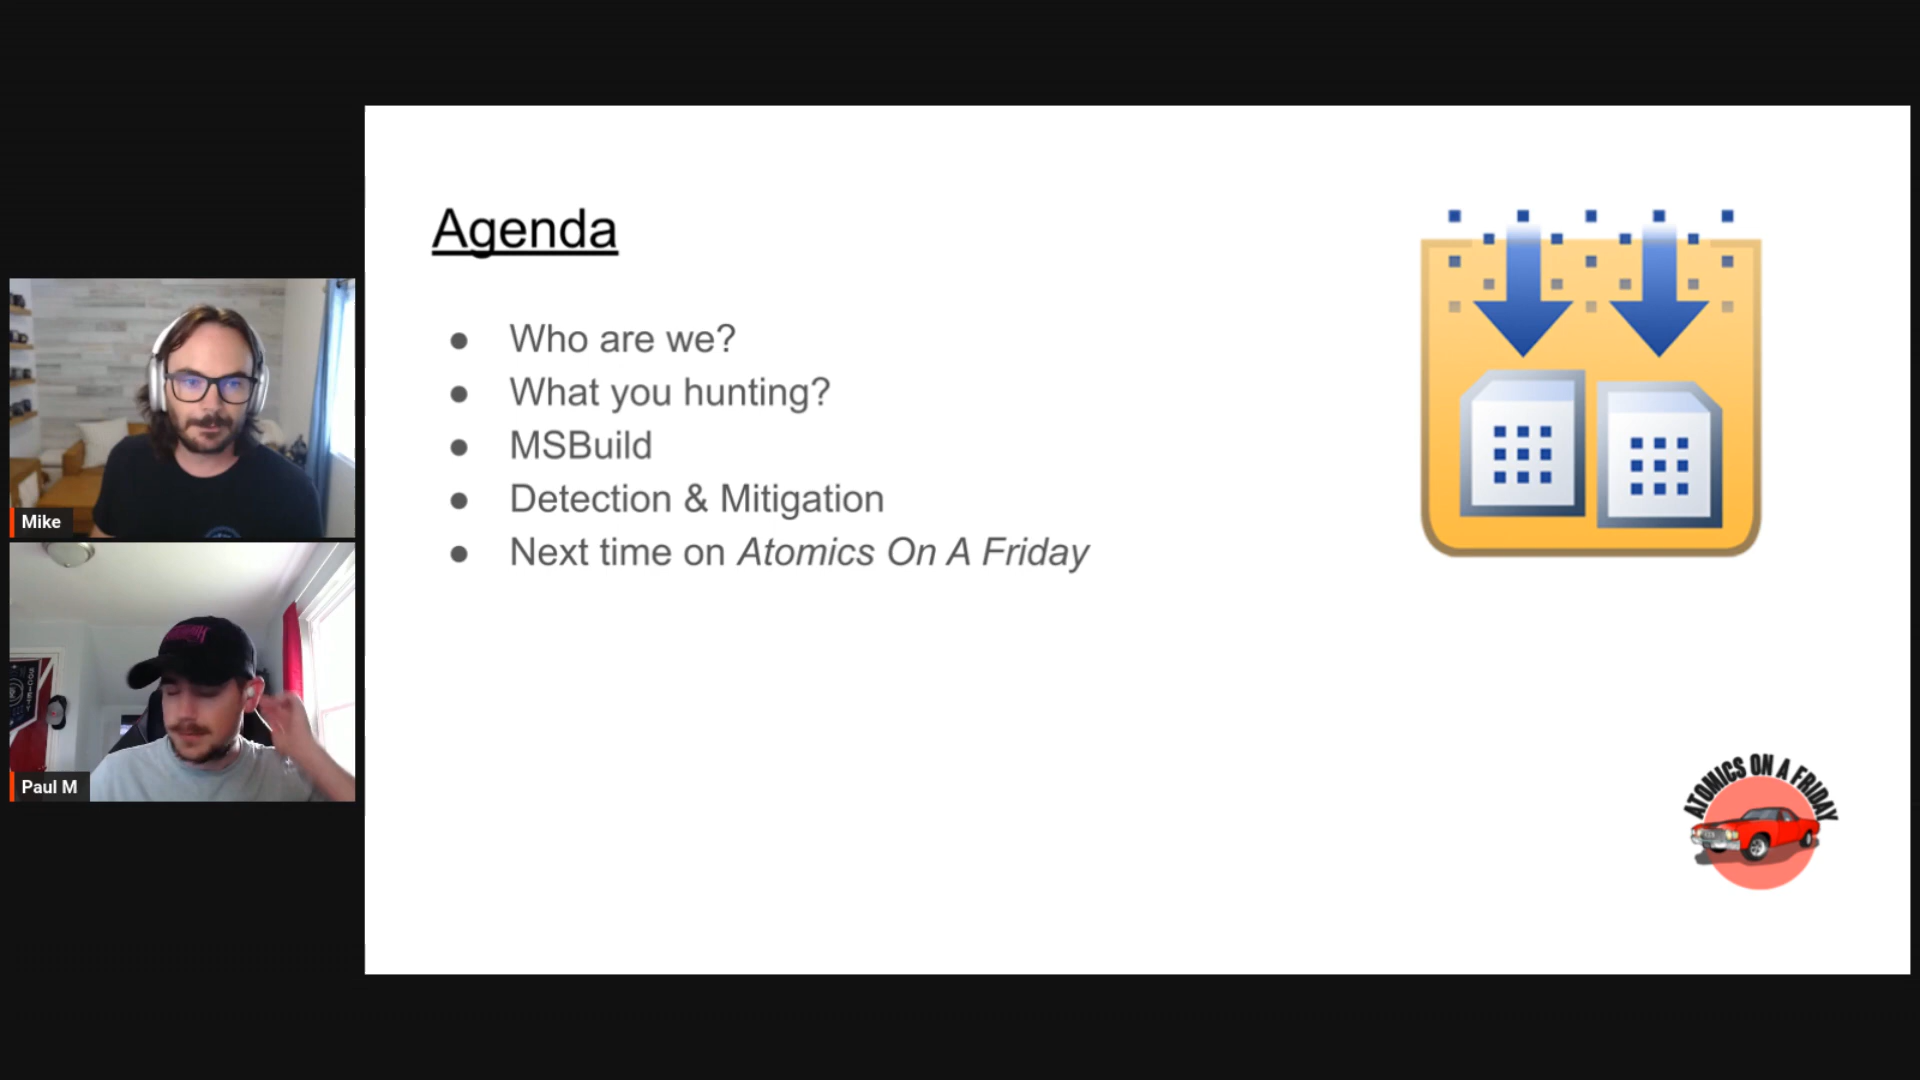 Agenda
● Who are we?
● What you hunting?
● MSBuild
● Detection & Mitigation
● Next time on Atomics On A Friday
Mike
Paul M
ATOMICS ON A FRIDAY